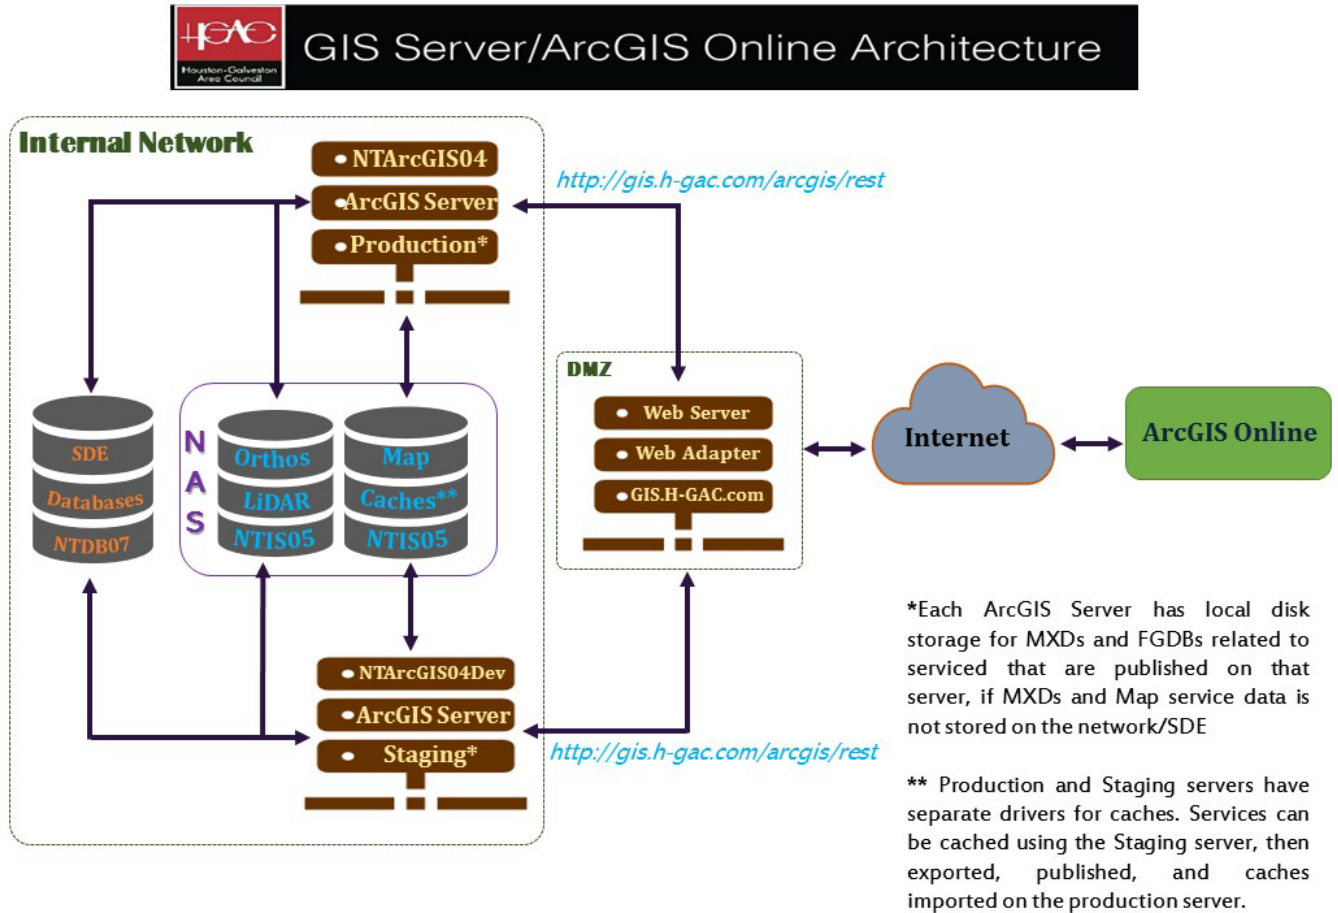 HGAC
Houston-Galveston
Area Council
GIS Server/ArcGIS Online Architecture
Internal Network
NTArcGIS04
ArcGIS Server
Production*
http://gis.h-gac.com/arcgis/rest
DMZ
Web Server
Web Adapter
GIS.H-GAC.com
Internet
ArcGIS Online
SDE
Databases
NTDB07
NAS
Orthos
LiDAR
NTIS05
Map
Caches**
NTIS05
NTArcGIS04Dev
ArcGIS Server
Staging*
http://gis.h-gac.com/arcgis/rest
*Each ArcGIS Server has local disk
storage for MXDs and FGDBs related to
serviced that are published on that
server, if MXDs and Map service data is
not stored on the network/SDE
** Production and Staging servers have
separate drivers for caches. Services can
be cached using the Staging server, then
exported, published, and caches
imported on the production server.